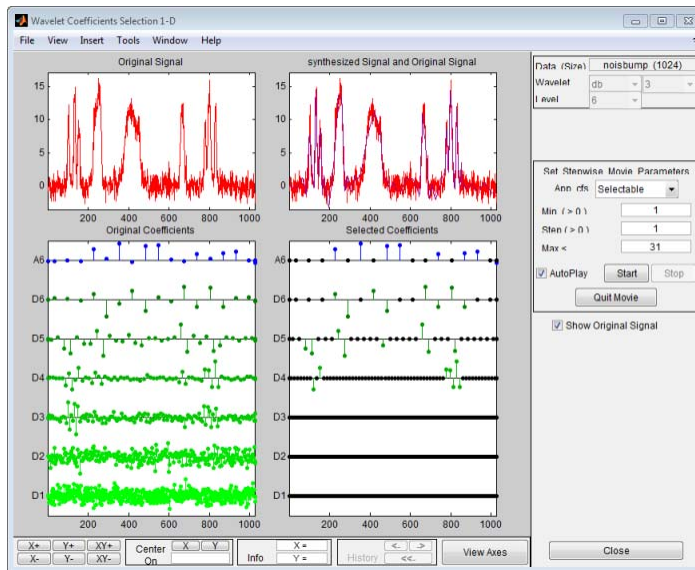 Wavelet Coefficients Selection 1-D
File View Insert Tools Window Help
Original Signal
15
10
5
0
200 400 600 800 1000
synthesized Signal and Original Signal
15
10
5
0
200 400 600 800 1000
Original Coefficients
A6
D6
D5
D4
D3
D2
D1
200 400 600 800 1000
Selected Coefficients
A6
D6
D5
D4
D3
D2
D1
200 400 600 800 1000
Data (Size) noisbump (1024)
Wavelet db 3
Level 6
Set Stepwise Movie Parameters
App. cfs Selectable
Min. ( > 0 ) 1
Step ( > 0 ) 1
Max < 31
AutoPlay Start Stop
Quit Movie
Show Original Signal
X+ Y+ XY+
X- Y- XY-
Center On X Y
Info X = Y =
History <- -> <<-
View Axes
Close